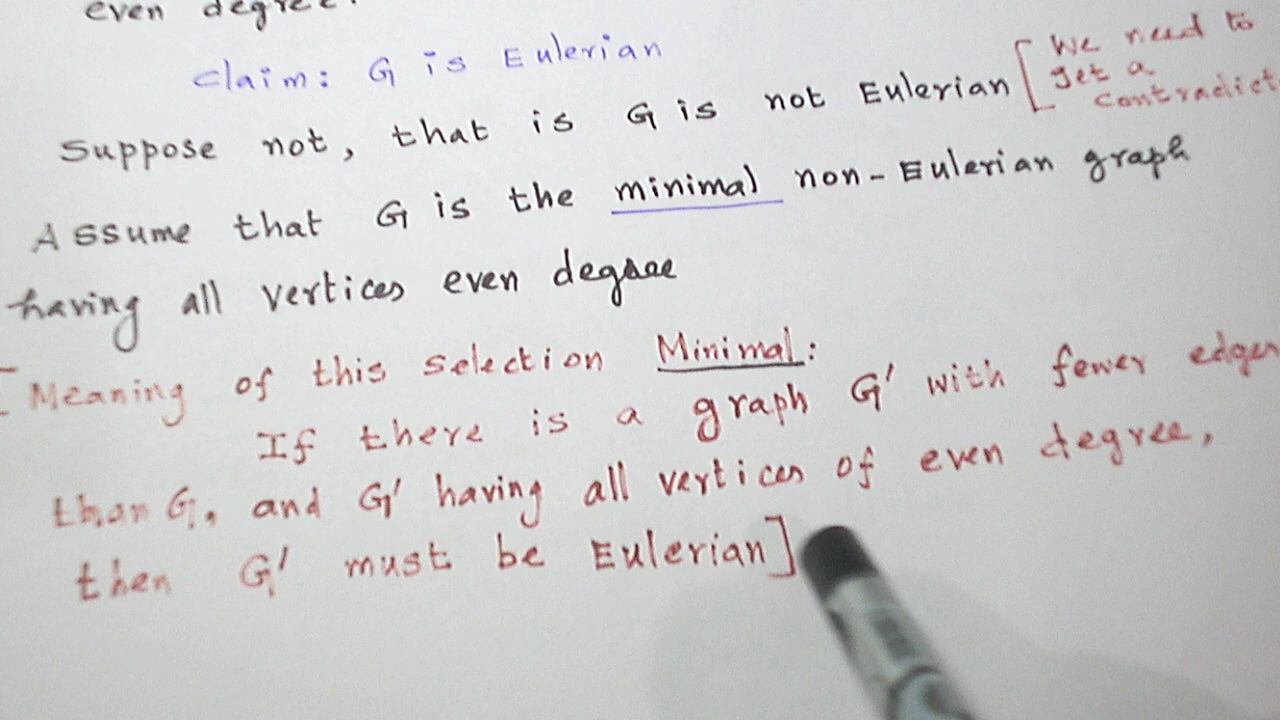 even degree.
Claim: G is Eulerian
Suppose not, that is G is not Eulerian [ We need to
get a
contradict
Assume that G is the minimal non-Eulerian graph
having all vertices even degree
[Meaning of this selection Minimal:
If there is a graph G' with fewer edges
than G, and G' having all vertices of even degree,
then G' must be Eulerian]